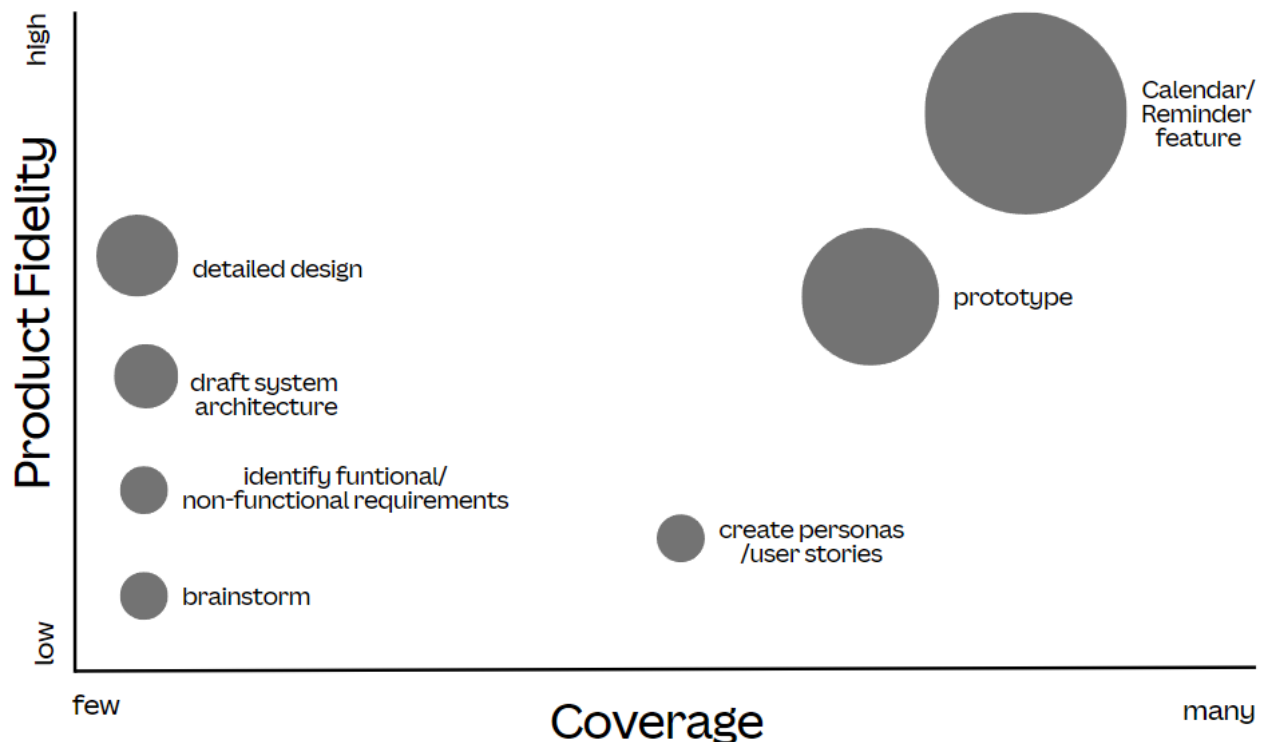 high
Product Fidelity
low
Calendar/
Reminder
feature
detailed design
prototype
draft system
architecture
identify funtional/
non-functional requirements
create personas
/user stories
brainstorm
few
Coverage
many